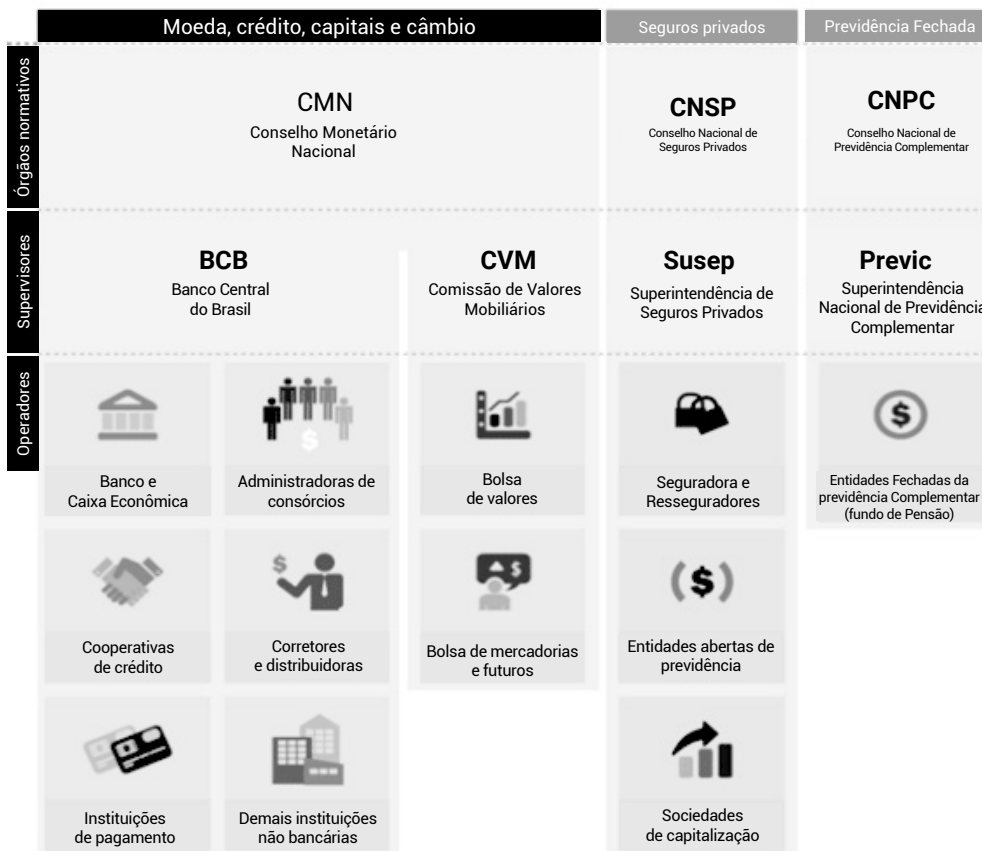 Moeda, crédito, capitais e câmbio
Seguros privados
Previdência Fechada
Órgãos normativos
CMN
Conselho Monetário
Nacional
CNSP
Conselho Nacional de
Seguros Privados
CNPC
Conselho Nacional de
Previdência Complementar
Supervisores
BCB
Banco Central
do Brasil
CVM
Comissão de Valores
Mobiliários
Susep
Superintendência de
Seguros Privados
Previc
Superintendência
Nacional de Previdência
Complementar
Operadores
Banco e
Caixa Econômica
Administradoras de
consórcios
Bolsa
de valores
Seguradora e
Resseguradores
Entidades Fechadas da
previdência Complementar
(fundo de Pensão)
Cooperativas
de crédito
Corretores
e distribuidoras
Bolsa de mercadorias
e futuros
Entidades abertas de
previdência
Instituições
de pagamento
Demais instituições
não bancárias
Sociedades
de capitalização